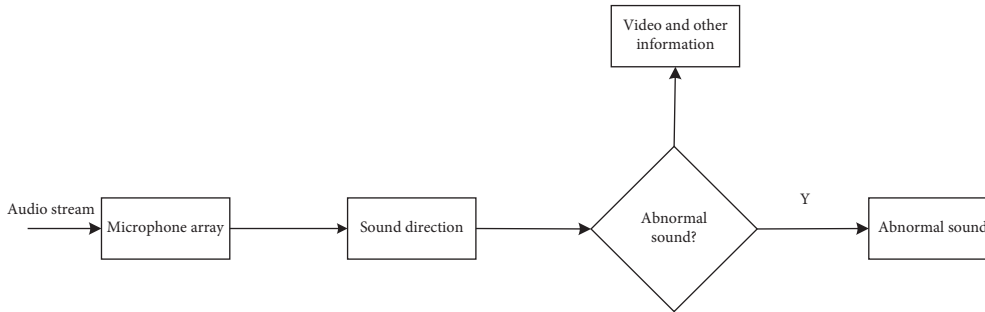 Video and other
information
Audio stream
Microphone array
Sound direction
Abnormal
sound?
Y
Abnormal sound